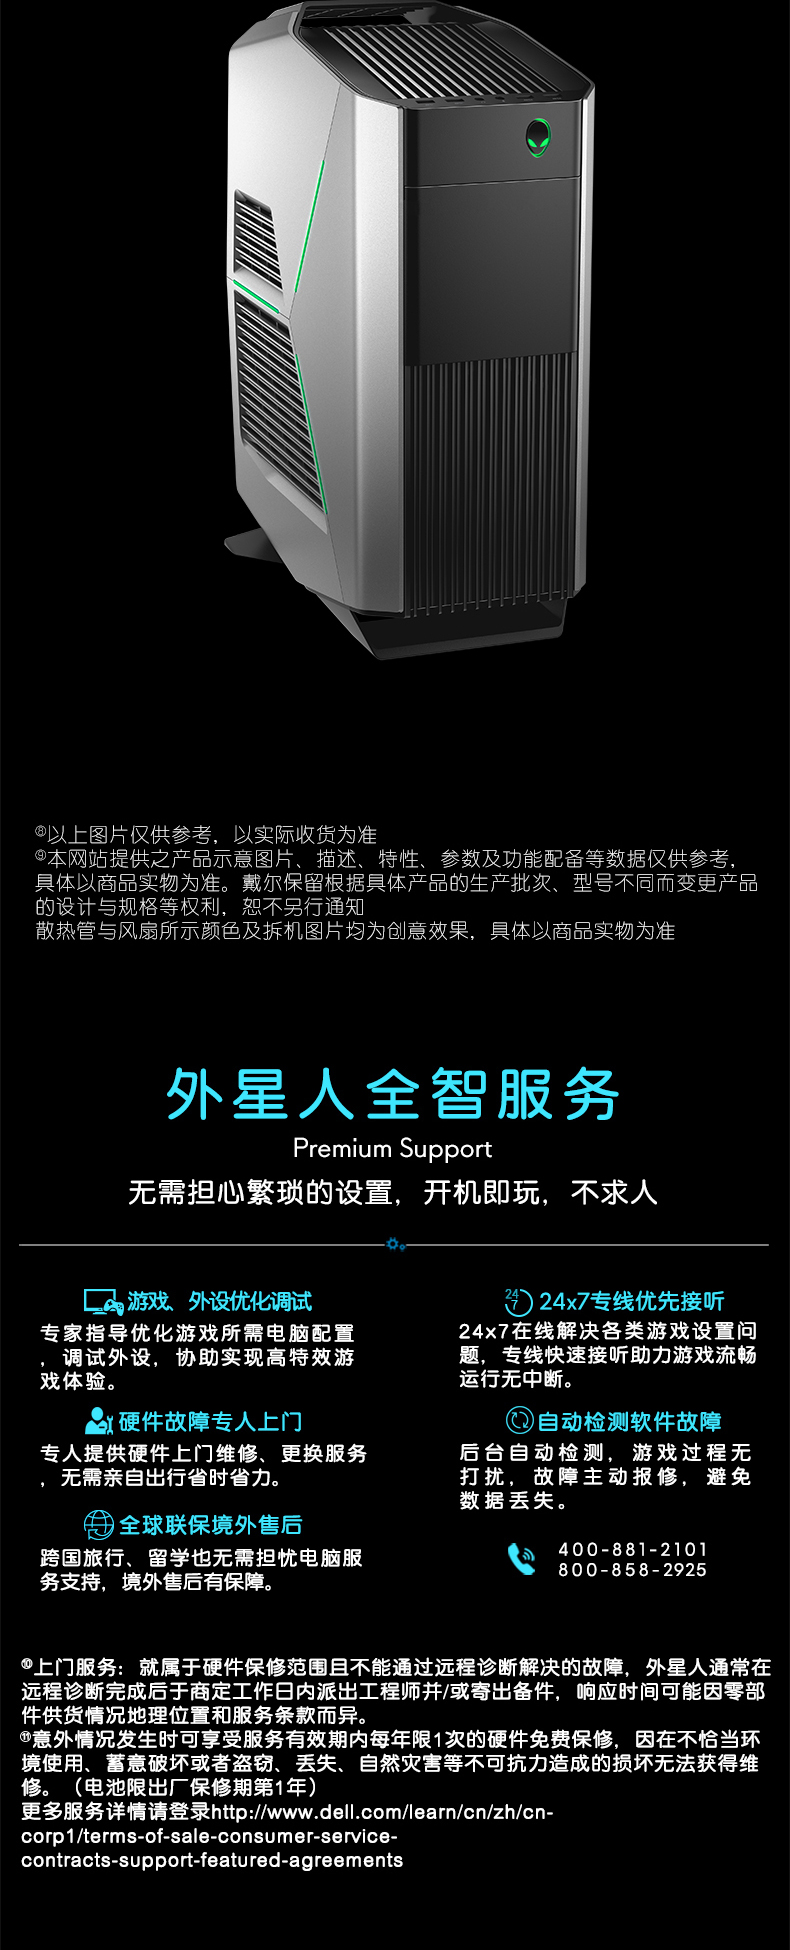 ⑧以上图片仅供参考，以实际收货为准
⑨本网站提供之产品示意图片、描述、特性、参数及功能配备等数据仅供参考，
具体以商品实物为准。戴尔保留根据具体产品的生产批次、型号不同而变更产品
的设计与规格等权利，恕不另行通知
散热管与风扇所示颜色及拆机图片均为创意效果，具体以商品实物为准
外星人全智服务
Premium Support
无需担心繁琐的设置，开机即玩，不求人
游戏、外设优化调试
专家指导优化游戏所需电脑配置
，调试外设，协助实现高特效游
戏体验。
24
7
24x7专线优先接听
24x7在线解决各类游戏设置问
题，专线快速接听助力游戏流畅
运行无中断。
硬件故障专人上门
专人提供硬件上门维修、更换服务
，无需亲自出行省时省力。
自动检测软件故障
后台自动检测，游戏过程无
打扰，故障主动报修，避免
数据丢失。
全球联保境外售后
跨国旅行、留学也无需担忧电脑服
务支持，境外售后有保障。
400-881-2101
800-858-2925
⑩上门服务：就属于硬件保修范围且不能通过远程诊断解决的故障，外星人通常在
远程诊断完成后于商定工作日内派出工程师并/或寄出备件，响应时间可能因零部
件供货情况地理位置和服务条款而异。
⑪意外情况发生时可享受服务有效期内每年限1次的硬件免费保修，因在不恰当环
境使用、蓄意破坏或者盗窃、丢失、自然灾害等不可抗力造成的损坏无法获得维
修。（电池限出厂保修期第1年）
更多服务详情请登录http://www.dell.com/learn/cn/zh/cn-
corp1/terms-of-sale-consumer-service-
contracts-support-featured-agreements